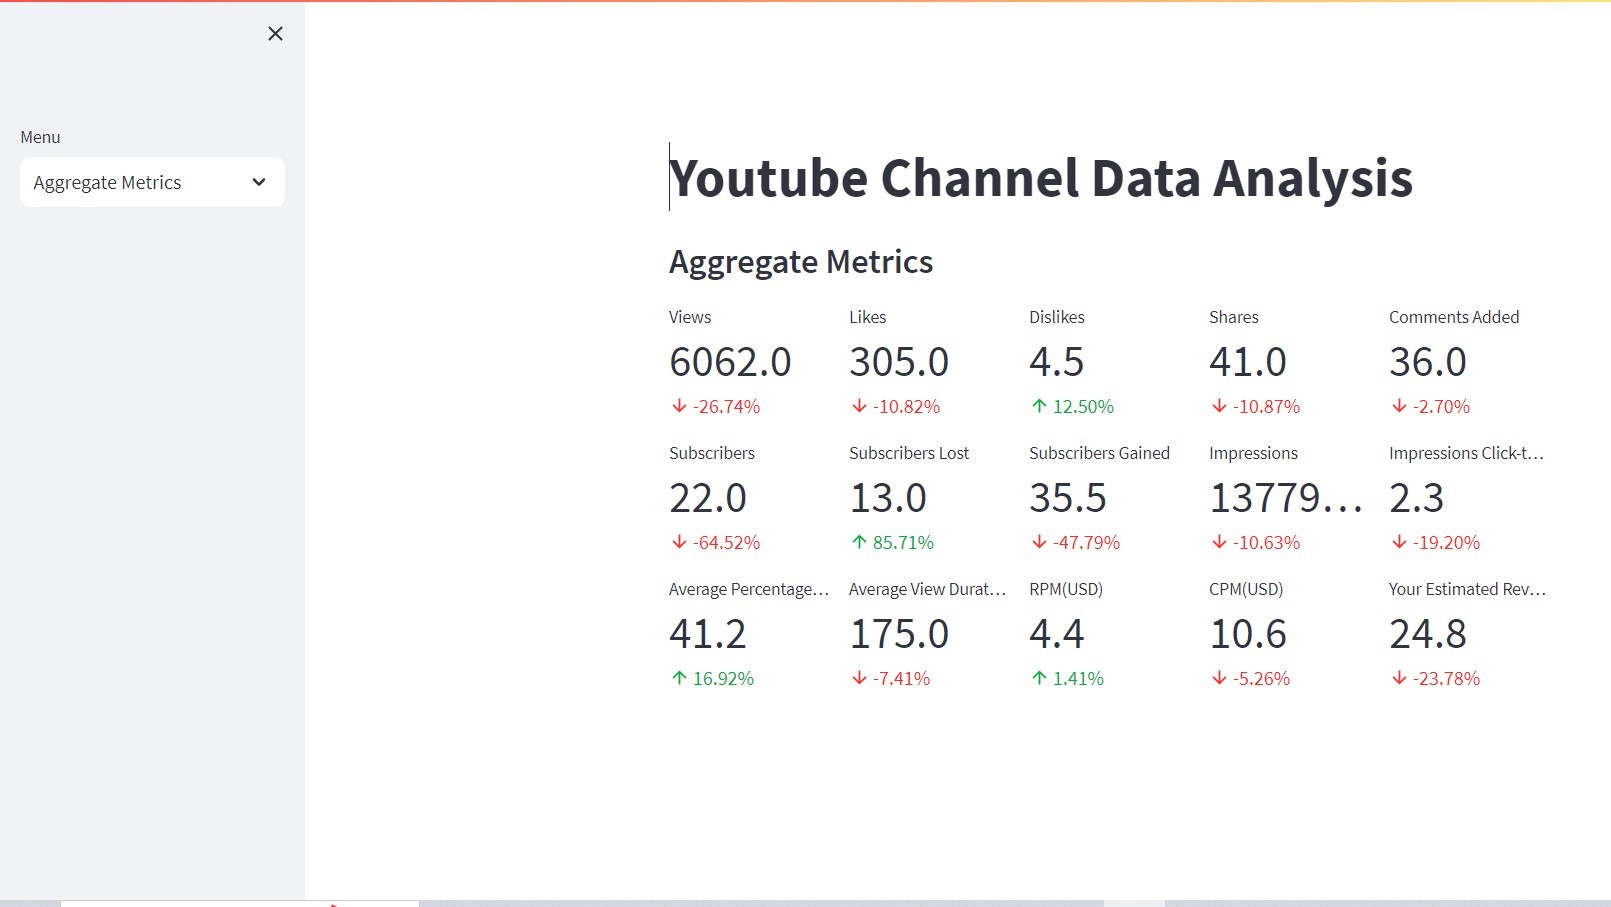 Menu
Aggregate Metrics
Youtube Channel Data Analysis
Aggregate Metrics
Views Likes Dislikes Shares Comments Added
6062.0 305.0 4.5 41.0 36.0
-26.74% -10.82% 12.50% -10.87% -2.70%
Subscribers Subscribers Lost Subscribers Gained Impressions Impressions Click-t...
22.0 13.0 35.5 13779... 2.3
-64.52% 85.71% -47.79% -10.63% -19.20%
Average Percentage... Average View Durat... RPM(USD) CPM(USD) Your Estimated Rev...
41.2 175.0 4.4 10.6 24.8
16.92% -7.41% 1.41% -5.26% -23.78%